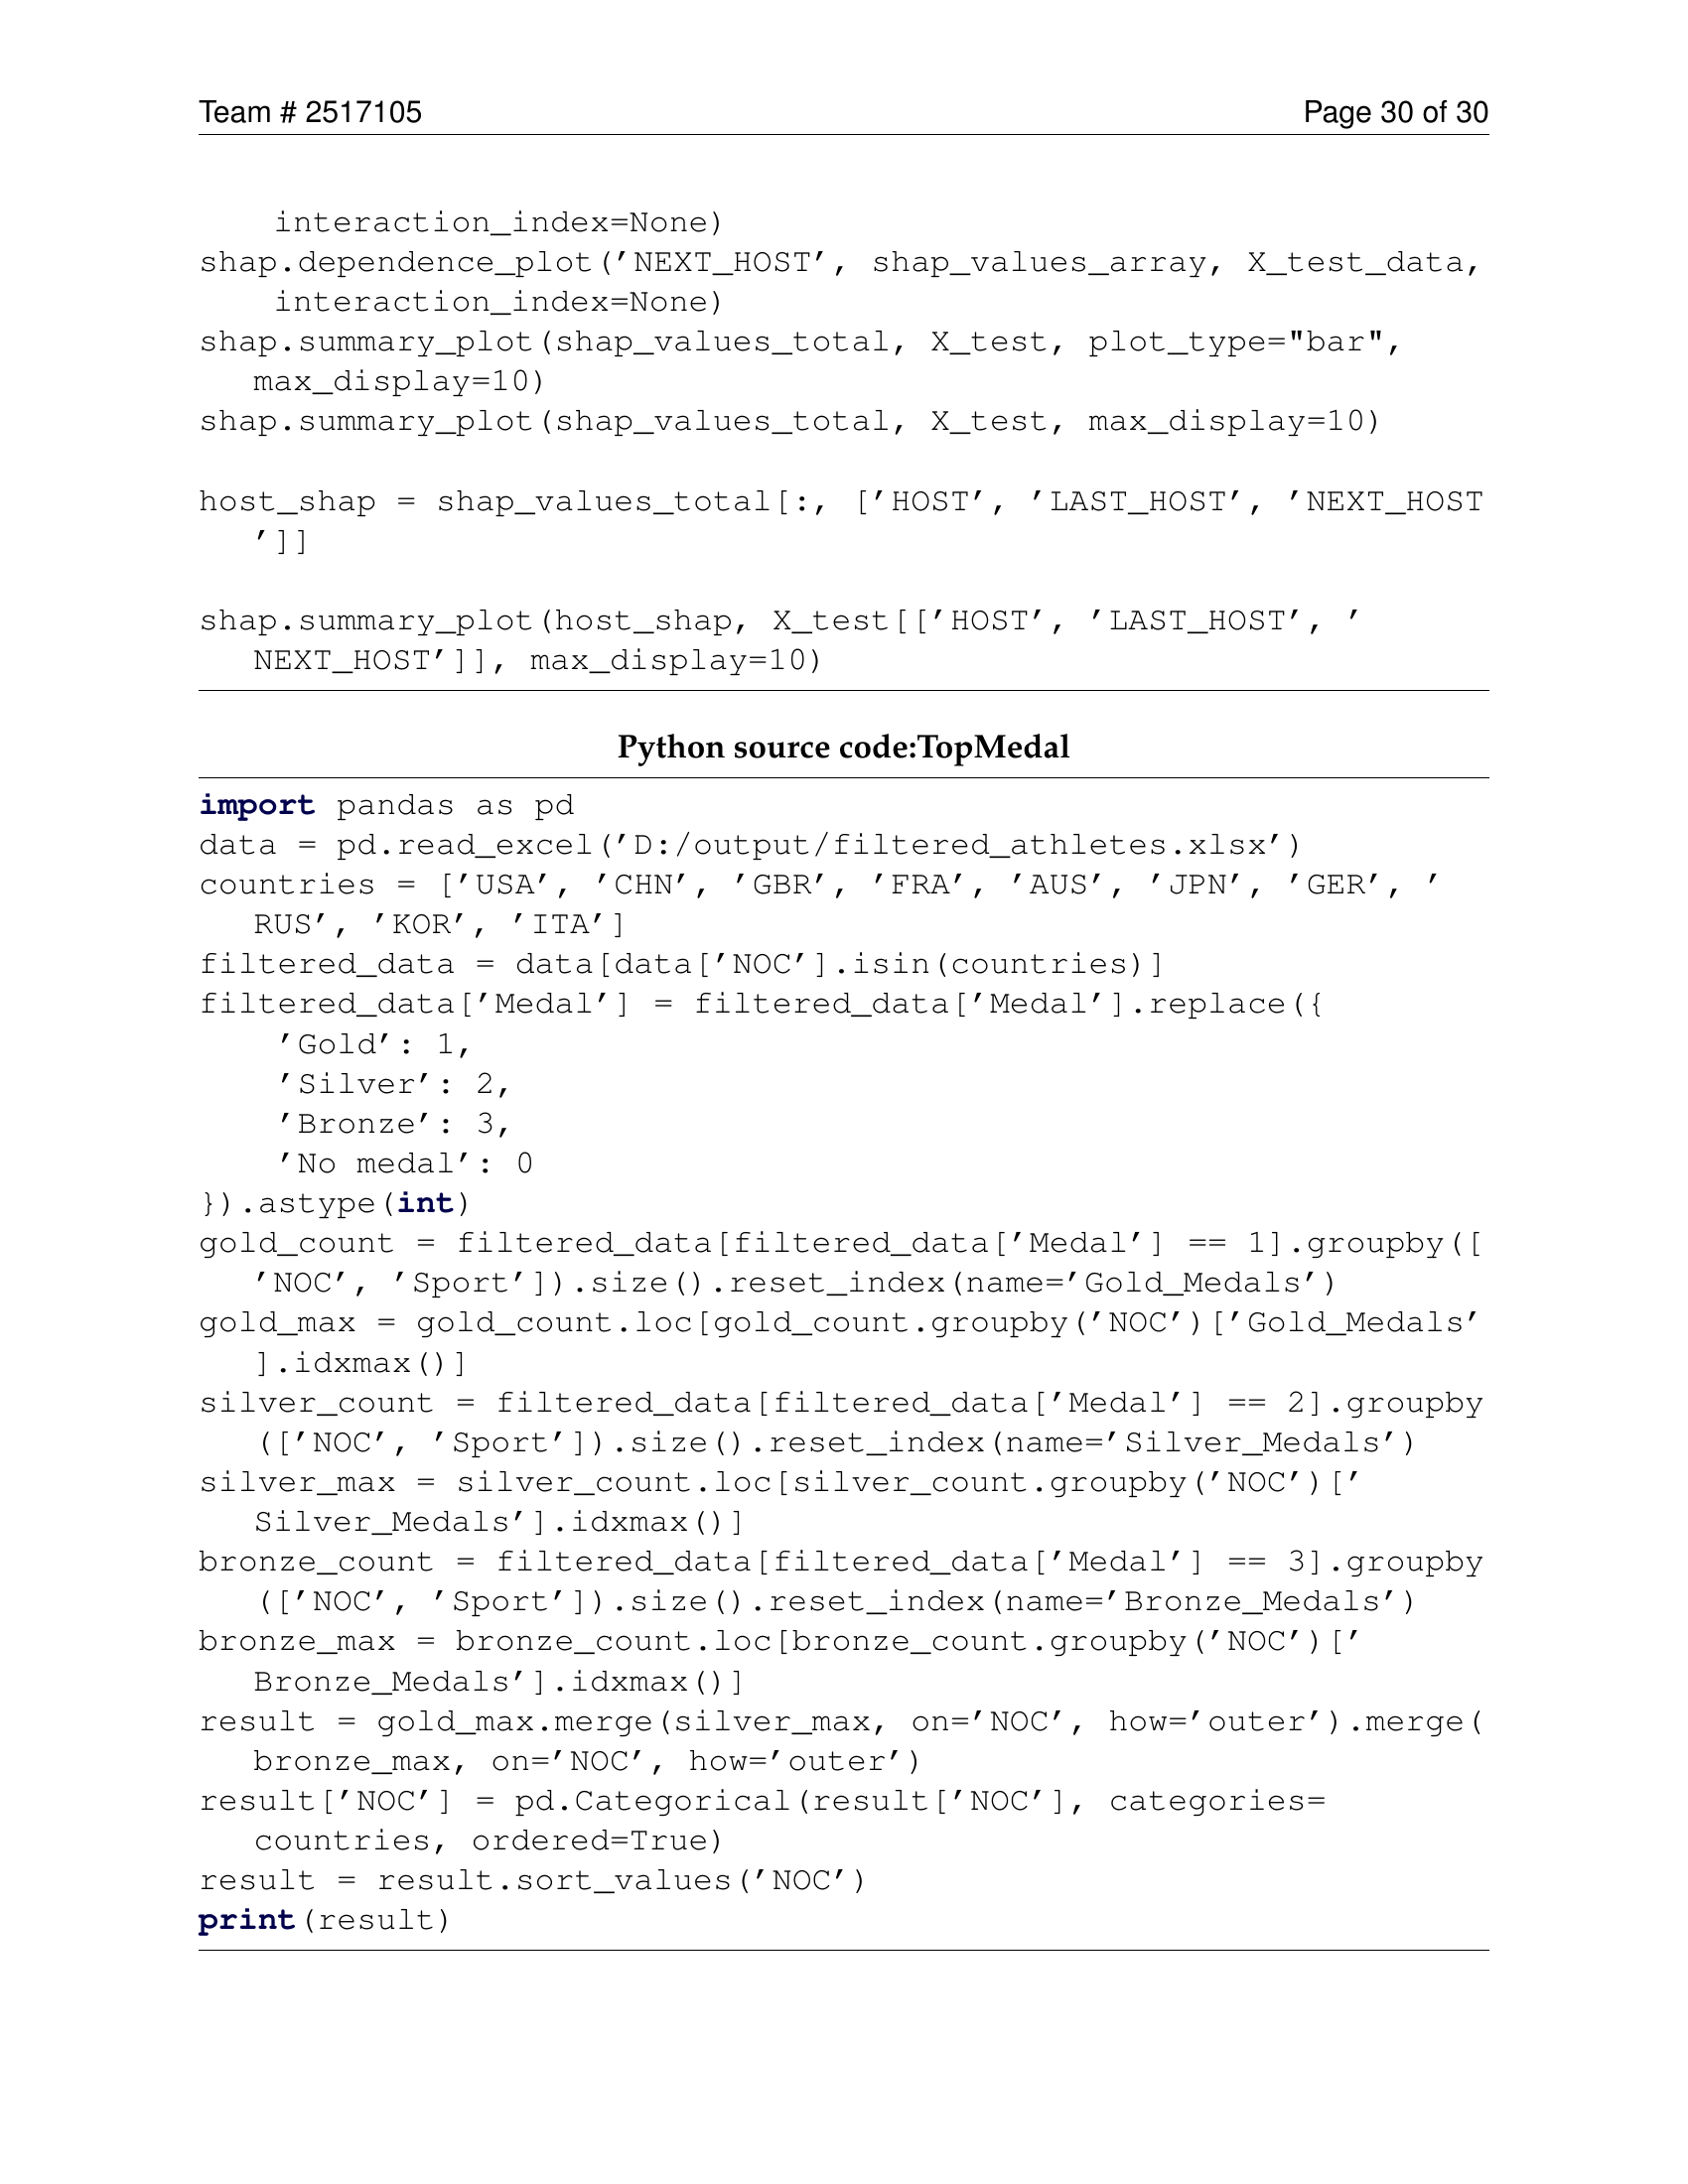 Team # 2517105 Page 30 of 30
interaction_index=None)
shap.dependence_plot('NEXT_HOST', shap_values_array, X_test_data,
interaction_index=None)
shap.summary_plot(shap_values_total, X_test, plot_type="bar",
max_display=10)
shap.summary_plot(shap_values_total, X_test, max_display=10)
host_shap = shap_values_total[:, ['HOST', 'LAST_HOST', 'NEXT_HOST
']]
shap.summary_plot(host_shap, X_test[['HOST', 'LAST_HOST', '
NEXT_HOST']], max_display=10)
Python source code:TopMedal
import pandas as pd
data = pd.read_excel('D:/output/filtered_athletes.xlsx')
countries = ['USA', 'CHN', 'GBR', 'FRA', 'AUS', 'JPN', 'GER', '
RUS', 'KOR', 'ITA']
filtered_data = data[data['NOC'].isin(countries)]
filtered_data['Medal'] = filtered_data['Medal'].replace({
'Gold': 1,
'Silver': 2,
'Bronze': 3,
'No medal': 0
}).astype(int)
gold_count = filtered_data[filtered_data['Medal'] == 1].groupby([
'NOC', 'Sport']).size().reset_index(name='Gold_Medals')
gold_max = gold_count.loc[gold_count.groupby('NOC')['Gold_Medals'
].idxmax()]
silver_count = filtered_data[filtered_data['Medal'] == 2].groupby
(['NOC', 'Sport']).size().reset_index(name='Silver_Medals')
silver_max = silver_count.loc[silver_count.groupby('NOC')['
Silver_Medals'].idxmax()]
bronze_count = filtered_data[filtered_data['Medal'] == 3].groupby
(['NOC', 'Sport']).size().reset_index(name='Bronze_Medals')
bronze_max = bronze_count.loc[bronze_count.groupby('NOC')['
Bronze_Medals'].idxmax()]
result = gold_max.merge(silver_max, on='NOC', how='outer').merge(
bronze_max, on='NOC', how='outer')
result['NOC'] = pd.Categorical(result['NOC'], categories=
countries, ordered=True)
result = result.sort_values('NOC')
print(result)